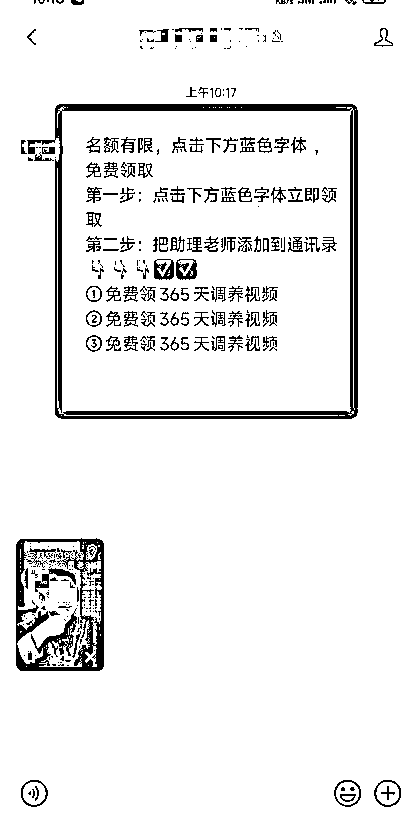 上午10:17
名额有限，点击下方蓝色字体，
免费领取
第一步：点击下方蓝色字体立即领
取
第二步：把助理老师添加到通讯录
👇👇👇✅✅
①免费领365天调养视频
②免费领365天调养视频
③免费领365天调养视频